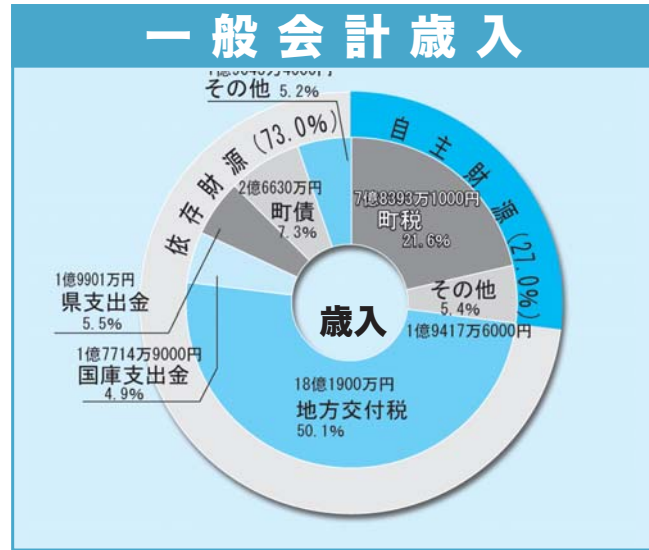 一般会計歳入
その他 5.2%
依存財源(73.0%)
自主財源(27.0%)
2億6630万円
町債
7.3%
7億8393万1000円
町税
21.6%
1億9901万円
県支出金
5.5%
その他
5.4%
1億9417万6000円
歳入
1億7714万9000円
国庫支出金
4.9%
18億1900万円
地方交付税
50.1%